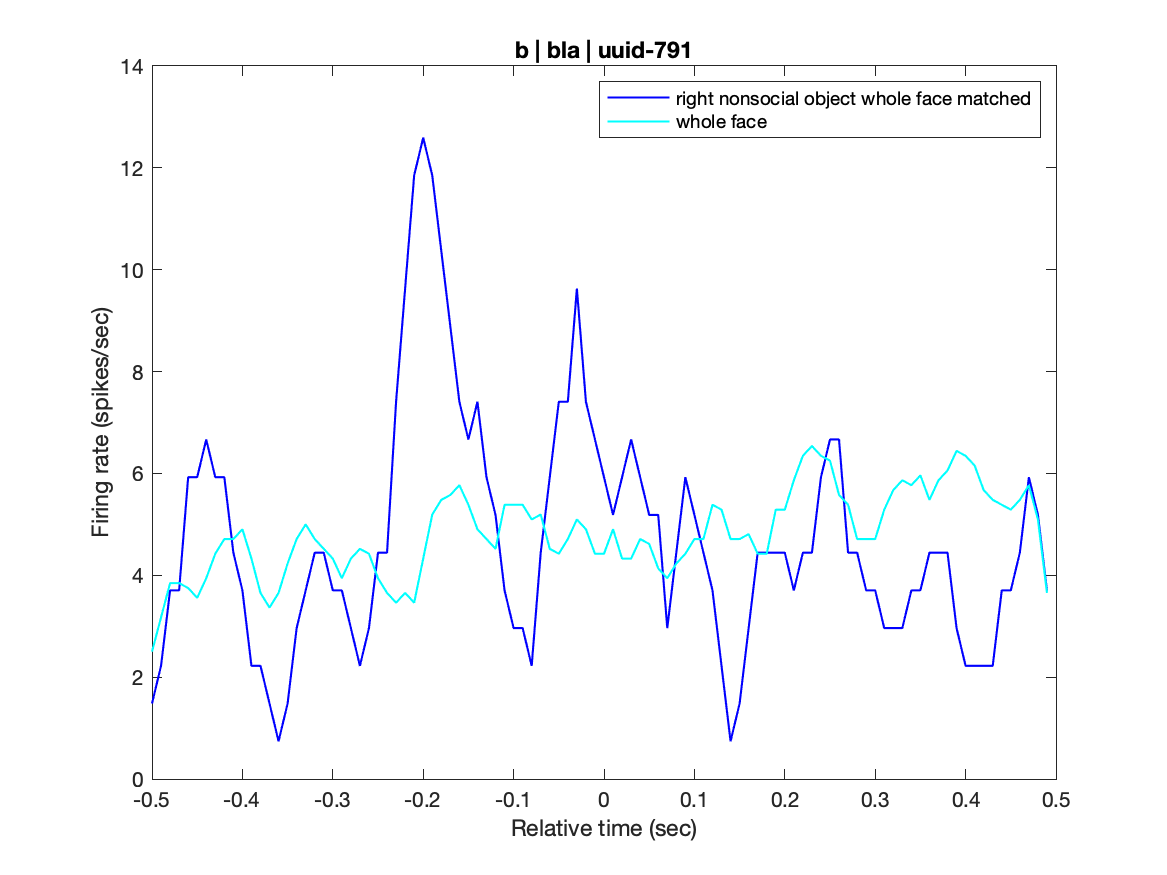 b | bla | uuid-791
right nonsocial object whole face matched
whole face
Firing rate (spikes/sec)
14
12
10
8
6
4
2
0
-0.5 -0.4 -0.3 -0.2 -0.1 0 0.1 0.2 0.3 0.4 0.5
Relative time (sec)